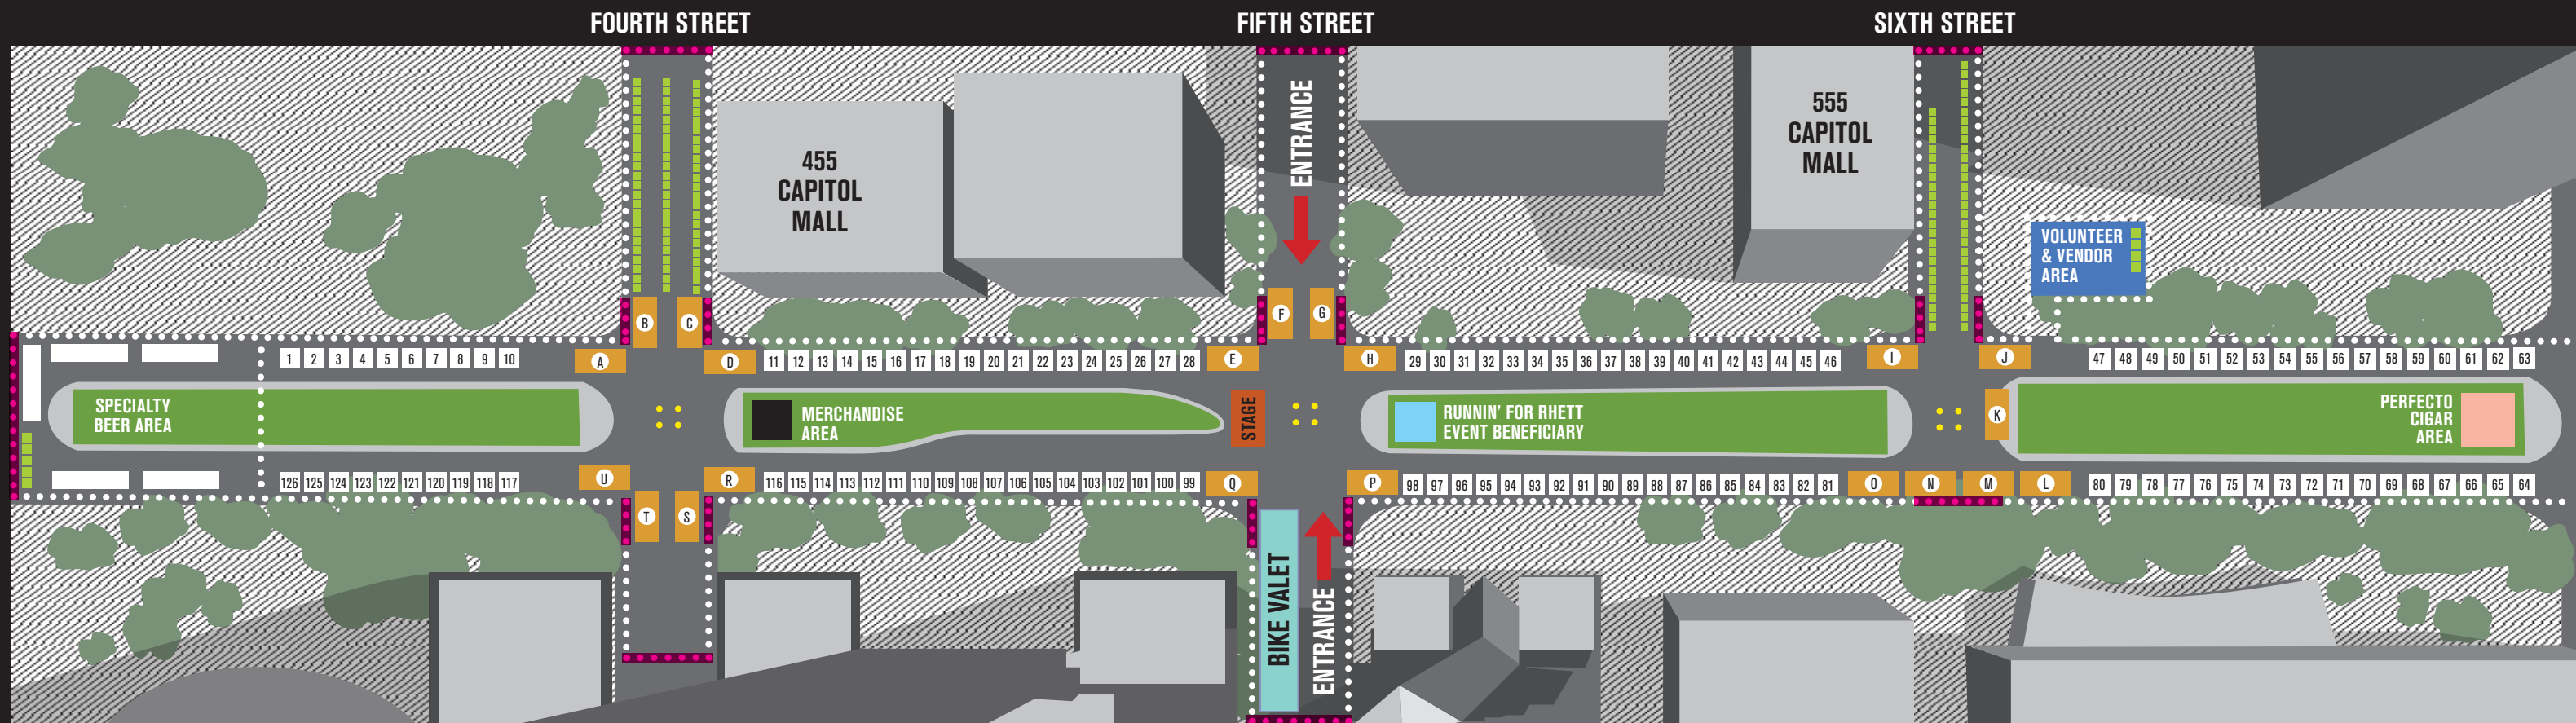 FOURTH STREET
FIFTH STREET
SIXTH STREET
455
CAPITOL
MALL
ENTRANCE
555
CAPITOL
MALL
VOLUNTEER
& VENDOR
AREA
B C
F G
A
D
E
H
I
J
1 2 3 4 5 6 7 8 9 10
11 12 13 14 15 16 17 18 19 20 21 22 23 24 25 26 27 28
29 30 31 32 33 34 35 36 37 38 39 40 41 42 43 44 45 46
47 48 49 50 51 52 53 54 55 56 57 58 59 60 61 62 63
SPECIALTY
BEER AREA
MERCHANDISE
AREA
STAGE
RUNNIN' FOR RHETT
EVENT BENEFICIARY
K
PERFECTO
CIGAR
AREA
126 125 124 123 122 121 120 119 118 117
U
R
116 115 114 113 112 111 110 109 108 107 106 105 104 103 102 101 100 99
Q
P
98 97 96 95 94 93 92 91 90 89 88 87 86 85 84 83 82 81
O N M L
80 79 78 77 76 75 74 73 72 71 70 69 68 67 66 65 64
T S
BIKE VALET
ENTRANCE